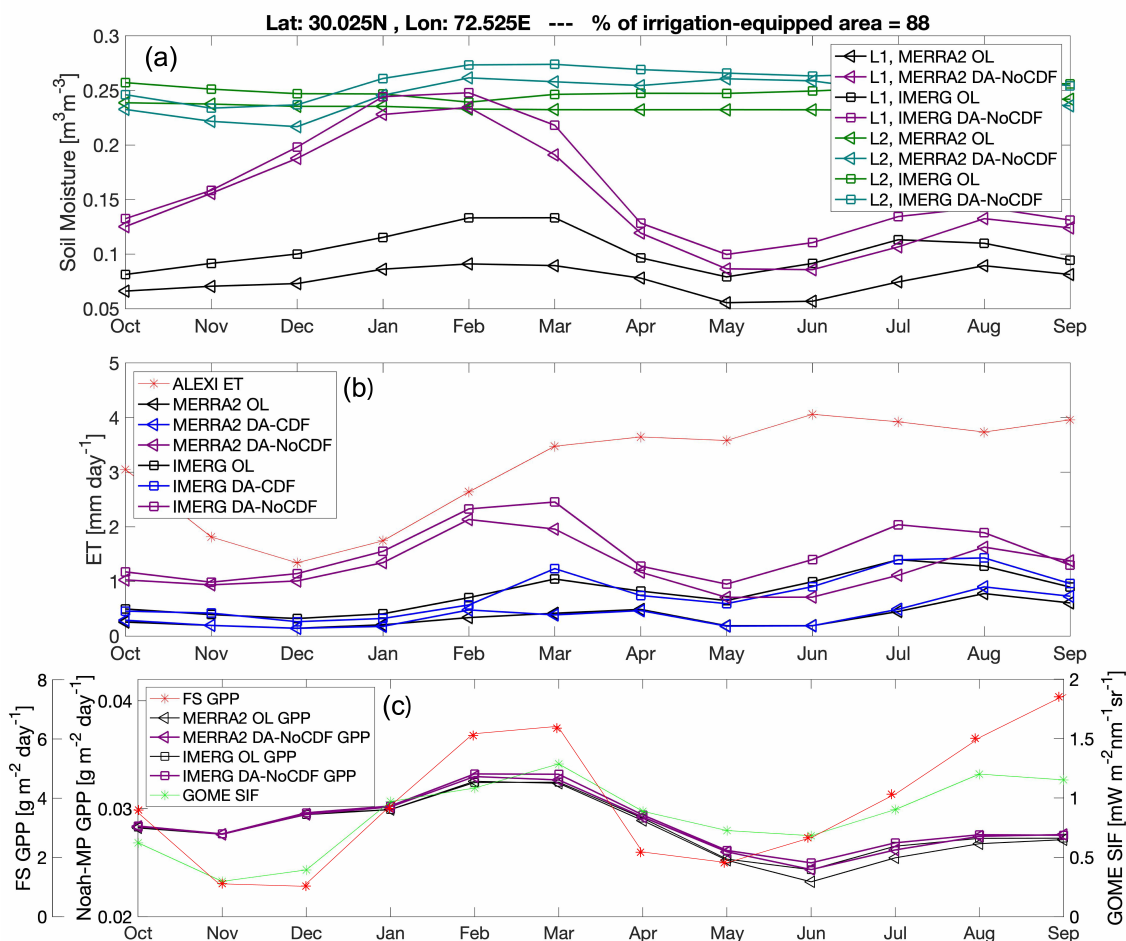 Lat: 30.025N , Lon: 72.525E --- % of irrigation-equipped area = 88
(a)
Soil Moisture [m³m⁻³]
0.3
0.25
0.2
0.15
0.1
0.05
L1, MERRA2 OL
L1, MERRA2 DA-NoCDF
L1, IMERG OL
L1, IMERG DA-NoCDF
L2, MERRA2 OL
L2, MERRA2 DA-NoCDF
L2, IMERG OL
L2, IMERG DA-NoCDF
Oct Nov Dec Jan Feb Mar Apr May Jun Jul Aug Sep
(b)
ET [mm day⁻¹]
5
4
3
2
1
0
ALEXI ET
MERRA2 OL
MERRA2 DA-CDF
MERRA2 DA-NoCDF
IMERG OL
IMERG DA-CDF
IMERG DA-NoCDF
Oct Nov Dec Jan Feb Mar Apr May Jun Jul Aug Sep
(c)
FS GPP [g m⁻² day⁻¹]
8
6
4
2
0
Noah-MP GPP [g m⁻² day⁻¹]
0.04
0.03
0.02
FS GPP
MERRA2 OL GPP
MERRA2 DA-NoCDF GPP
IMERG OL GPP
IMERG DA-NoCDF GPP
GOME SIF
2
1.5
1
0.5
0
GOME SIF [mW m⁻²nm⁻¹sr⁻¹]
Oct Nov Dec Jan Feb Mar Apr May Jun Jul Aug Sep